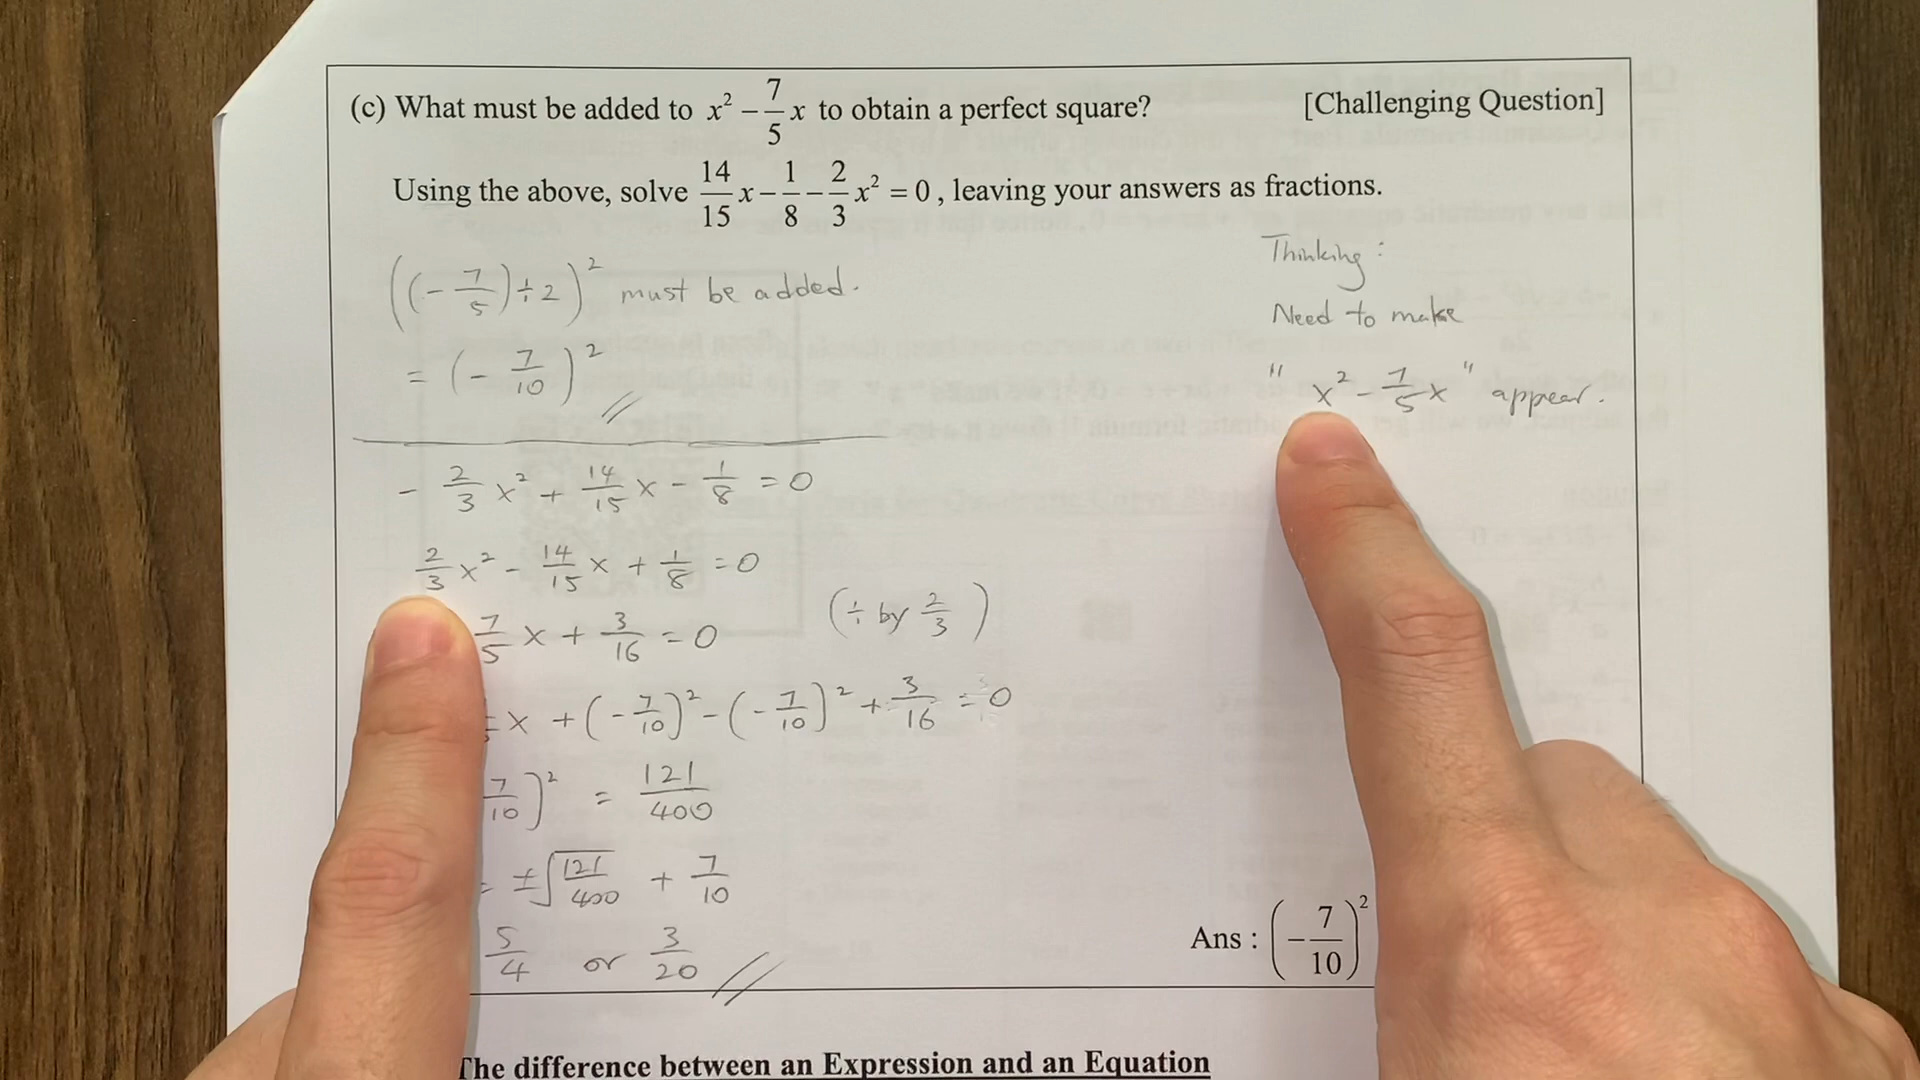 (c) What must be added to x² − 7/5 x to obtain a perfect square? [Challenging Question]
Using the above, solve 14/15 x − 1/8 − 2/3 x² = 0, leaving your answers as fractions.
((−7/5)÷2)² must be added.
= (−7/10)²
Thinking:
Need to make
"x² − 7/5 x" appear.
− 2/3 x² + 14/15 x − 1/8 = 0
2/3 x² − 14/15 x + 1/8 = 0
7/5 x + 3/16 = 0 (÷ by 2/3)
x + (−7/10)² − (−7/10)² + 3/16 = 0
7/10)² = 121/400
= ±√(121/400) + 7/10
5/4 or 3/20
Ans : (−7/10)²
The difference between an Expression and an Equation